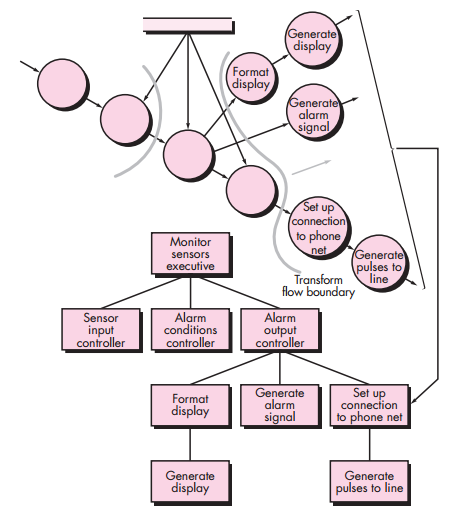 Generate
display
Format
display
Generate
alarm
signal
Set up
connection
to phone
net
Generate
pulses to
line
Transform
flow boundary
Monitor
sensors
executive
Sensor
input
controller
Alarm
conditions
controller
Alarm
output
controller
Format
display
Generate
alarm
signal
Set up
connection
to phone net
Generate
display
Generate
pulses to line